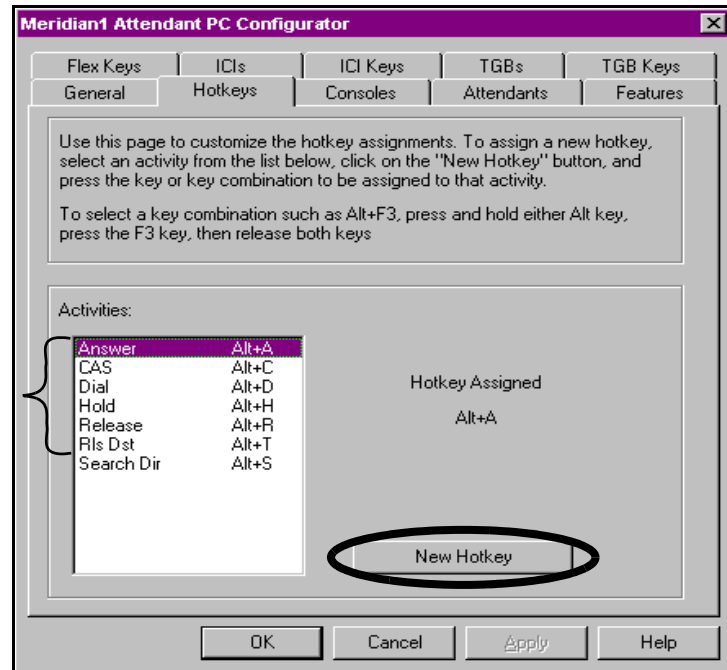 Meridian1 Attendant PC Configurator
Flex Keys ICIs ICI Keys TGBs TGB Keys
General Hotkeys Consoles Attendants Features
Use this page to customize the hotkey assignments. To assign a new hotkey,
select an activity from the list below, click on the "New Hotkey" button, and
press the key or key combination to be assigned to that activity.
To select a key combination such as Alt+F3, press and hold either Alt key,
press the F3 key, then release both keys
Activities:
Answer Alt+A
CAS Alt+C
Dial Alt+D
Hold Alt+H
Release Alt+R
Rls Dst Alt+T
Search Dir Alt+S
Hotkey Assigned
Alt+A
New Hotkey
OK Cancel Apply Help